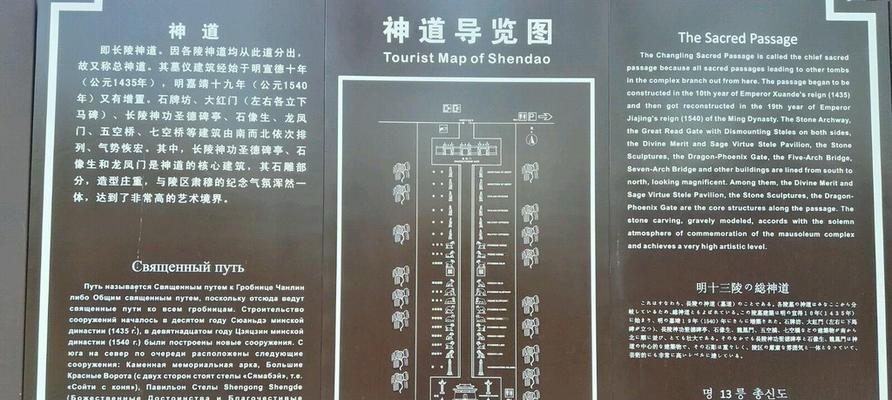 神 道
即长陵神道。因各陵神道均从此道分出，
故又称总神道。其墓仪建筑经始于明宣德十年
（公元1435年），明嘉靖十九年（公元1540
年）又有增置。石牌坊、大红门（左右各立下
马碑）、长陵神功圣德碑亭、石像生、龙凤
门、五空桥、七空桥等建筑由南而北依次排
列、气势恢宏。其中，长陵神功圣德碑亭、石
像生和龙凤门是神道的核心建筑，其石雕部
分，造型庄重，与陵区肃穆的纪念气氛浑然一
体，达到了非常高的艺术境界。
Священный путь
Путь называется Священным путем к Гробнице Чанлин
либо Общим священным путем, поскольку отсюда ведут
священные пути ко всем гробницам. Строительство
сооружений началось в десятом году Сюаньдэ минской
династии (1435 г.), в девятнадцатом году Цзяцзин минской
династии (1540 г.) были построены новые сооружения. С
юга на север по очереди расположены следующие
сооружения: Каменная мемориальная арка, Большие
Красные Ворота (с двух сторон стоят стелы «Сямабэй», т.е.
«Сойти с коня»), Павильон Стелы Shengong Shengde
(Божественные Достоинства и Благочестивые
神道导览图
Tourist Map of Shendao
P
The Sacred Passage
The Changling Sacred Passage is called the chief sacred
passage because all sacred passages leading to other tombs
in the complex branch out from here. The passage began to be
constructed in the 10th year of Emperor Xuande's reign (1435)
and then got reconstructed in the 19th year of Emperor
Jiajing's reign (1540) of the Ming Dynasty. The Stone Archway,
the Great Read Gate with Dismounting Steles on both sides,
the Divine Merit and Sage Virtue Stele Pavilion, the Stone
Sculptures, the Dragon-Phoenix Gate, the Five-Arch Bridge,
Seven-Arch Bridge and other buildings are lined from south to
north, looking magnificent. Among them, the Divine Merit and
Sage Virtue Stele Pavilion, the Stone Sculptures, the Dragon-
Phoenix Gate are the core structures along the passage. The
stone carving, gravely modeled, accords with the solemn
atmosphere of commemoration of the mausoleum complex
and achieves a very high artistic level.
明十三陵の総神道
명 13 릉 총신도